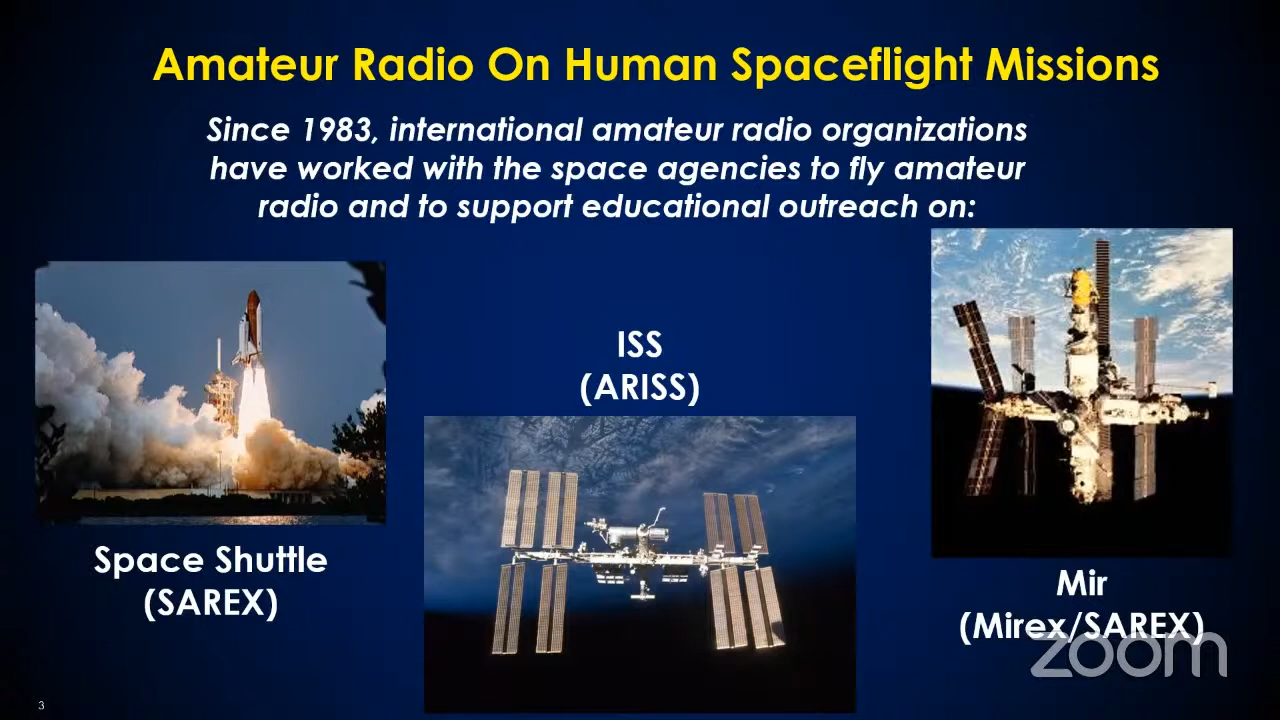 Amateur Radio On Human Spaceflight Missions
Since 1983, international amateur radio organizations
have worked with the space agencies to fly amateur
radio and to support educational outreach on:
ISS
(ARISS)
Space Shuttle
(SAREX)
Mir
(Mirex/SAREX)
zoom
3